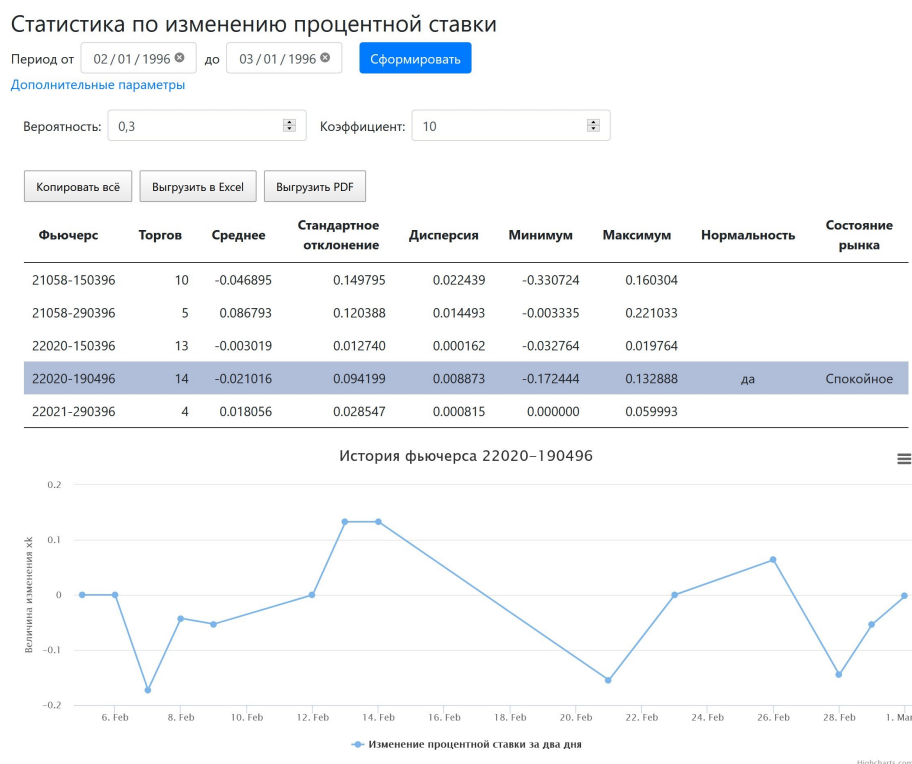 Статистика по изменению процентной ставки
Период от 02 / 01 / 1996 до 03 / 01 / 1996 Сформировать
Дополнительные параметры
Вероятность: 0,3 Коэффициент: 10
Копировать всё Выгрузить в Excel Выгрузить PDF
Фьючерс Торгов Среднее Стандартное отклонение Дисперсия Минимум Максимум Нормальность Состояние рынка
21058-150396 10 -0.046895 0.149795 0.022439 -0.330724 0.160304
21058-290396 5 0.086793 0.120388 0.014493 -0.003335 0.221033
22020-150396 13 -0.003019 0.012740 0.000162 -0.032764 0.019764
22020-190496 14 -0.021016 0.094199 0.008873 -0.172444 0.132888 да Спокойное
22021-290396 4 0.018056 0.028547 0.000815 0.000000 0.059993
История фьючерса 22020-190496
Величина изменения xk
0.2
0.1
0
-0.1
-0.2
6. Feb 8. Feb 10. Feb 12. Feb 14. Feb 16. Feb 18. Feb 20. Feb 22. Feb 24. Feb 26. Feb 28. Feb 1. Mar
Изменение процентной ставки за два дня
Highcharts.com